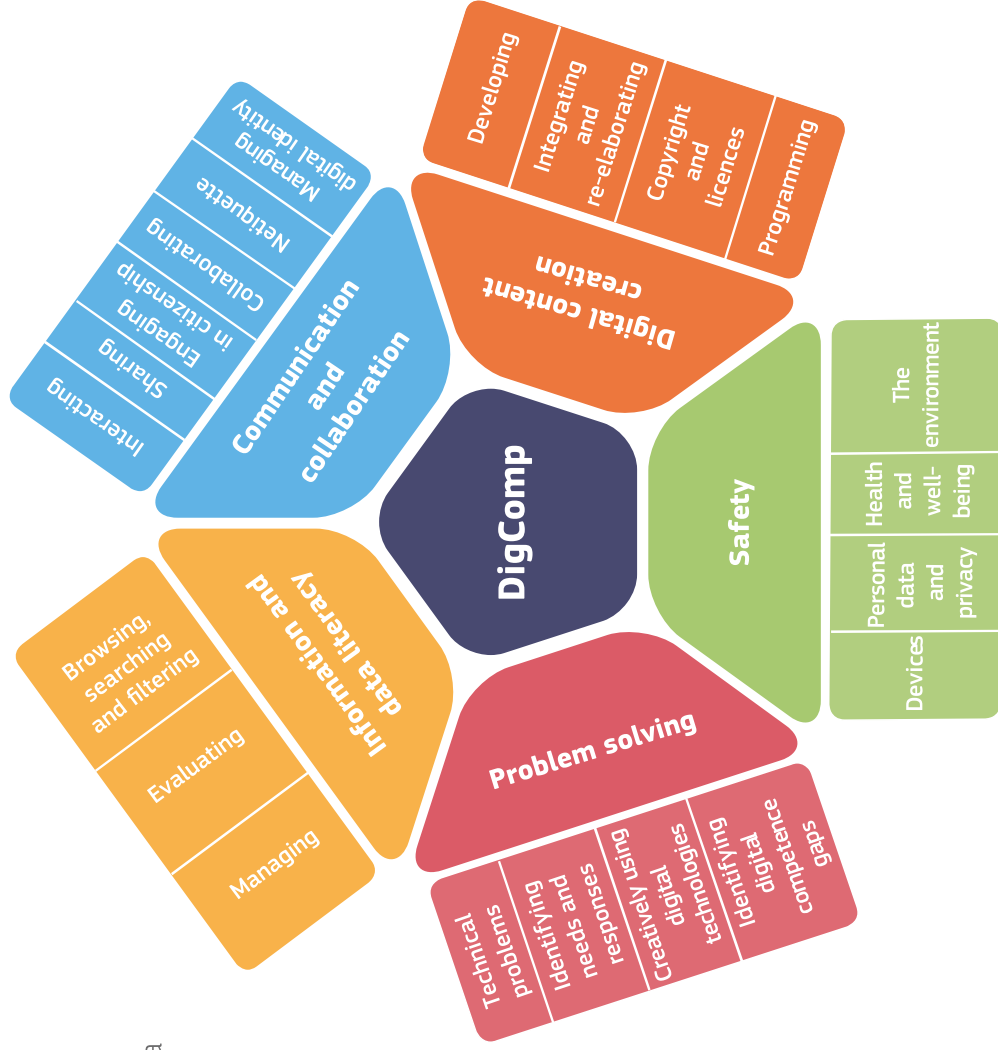 DigComp
Information and
data literacy
Browsing,
searching
and filtering
Evaluating
Managing
Communication
and
collaboration
Interacting
Sharing
Engaging
in citizenship
Collaborating
Netiquette
Managing
digital identity
Digital content
creation
Developing
Integrating
and
re-elaborating
Copyright
and
licences
Programming
Safety
Devices
Personal
data
and
privacy
Health
and
well-
being
The
environment
Problem solving
Technical
problems
Identifying
needs and
responses
Creatively using
digital
technologies
Identifying
digital
competence
gaps
a